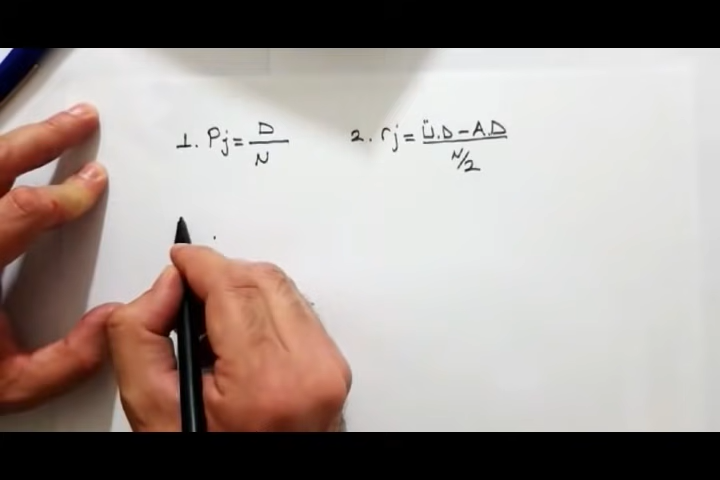 1. Pj = D/N
2. rj = Ü.D - A.D / N/2